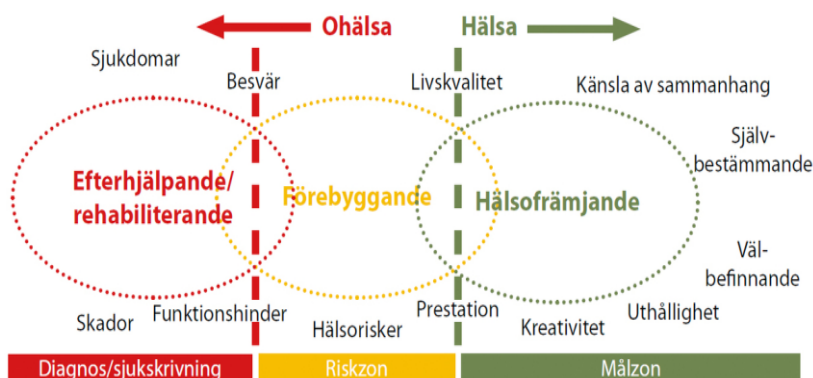 Ohälsa
Hälsa
Sjukdomar
Besvär
Livskvalitet
Känsla av sammanhang
Själv-
bestämmande
Efterhjälpande/
rehabiliterande
Förebyggande
Hälsofrämjande
Väl-
befinnande
Skador
Funktionshinder
Hälsorisker
Prestation
Kreativitet
Uthållighet
Diagnos/sjukskrivning
Riskzon
Målzon